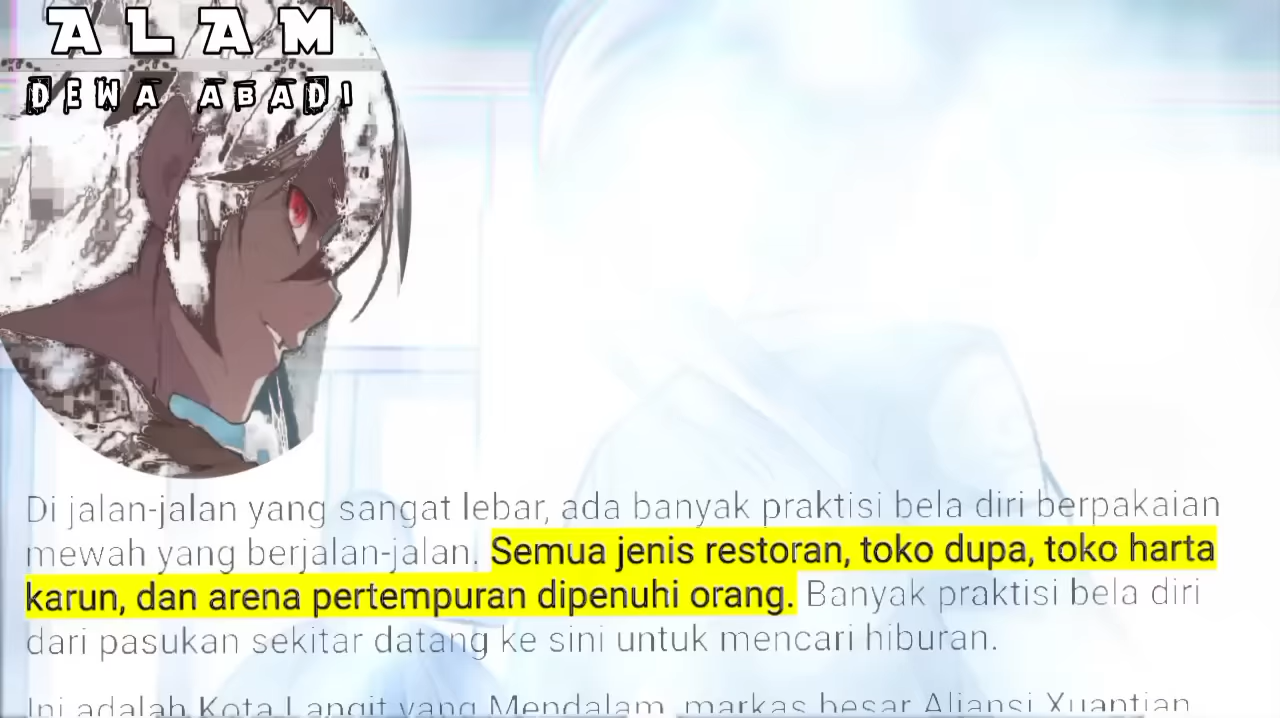 ALAM
DEWA ABADI
Di jalan-jalan yang sangat lebar, ada banyak praktisi bela diri berpakaian
mewah yang berjalan-jalan. Semua jenis restoran, toko dupa, toko harta
karun, dan arena pertempuran dipenuhi orang. Banyak praktisi bela diri
dari pasukan sekitar datang ke sini untuk mencari hiburan.
Ini adalah Kota Langit yang Mendalam, markas besar Aliansi Xuantian